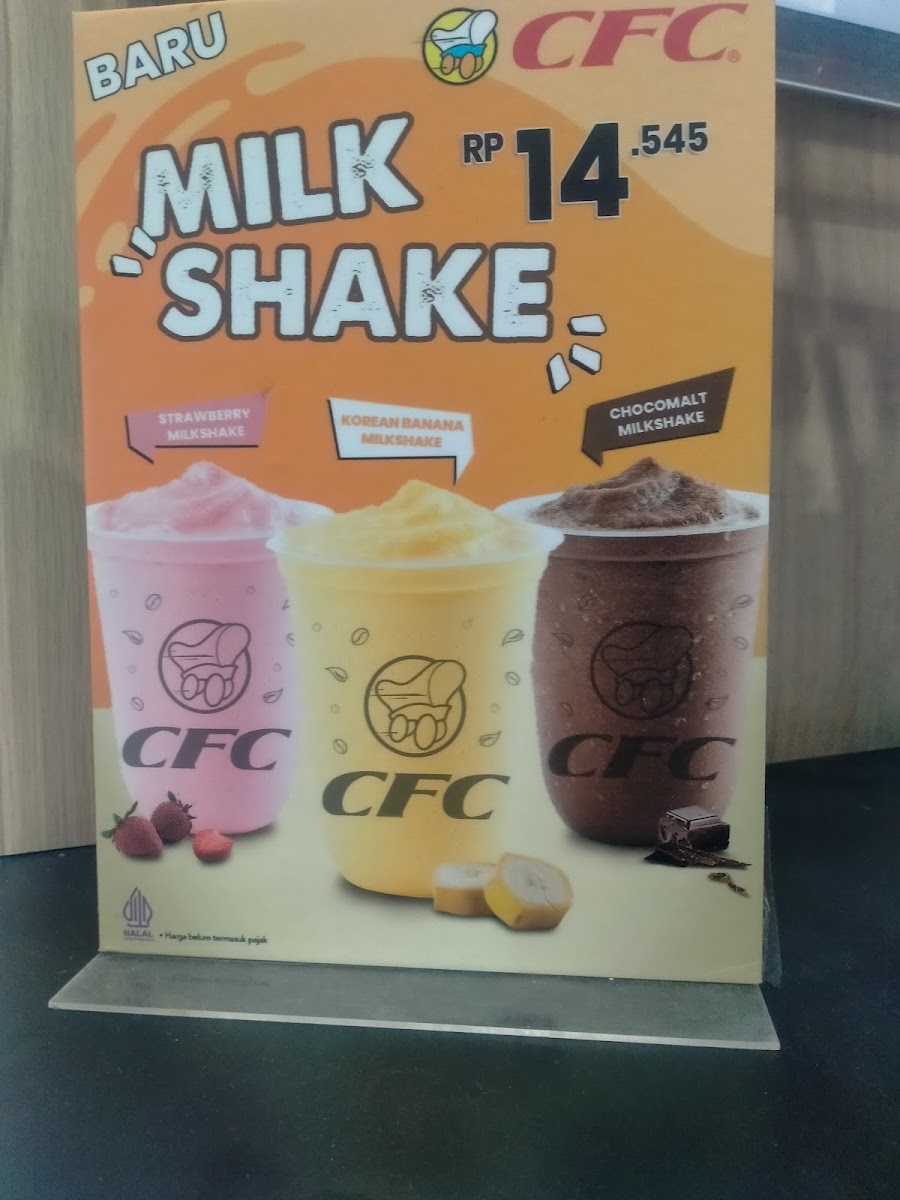 BARU
CFC®
MILK
SHAKE
RP 14.545
STRAWBERRY
MILKSHAKE
KOREAN BANANA
MILKSHAKE
CHOCOMALT
MILKSHAKE
CFC
CFC
CFC
HALAL
• Harga belum termasuk pajak